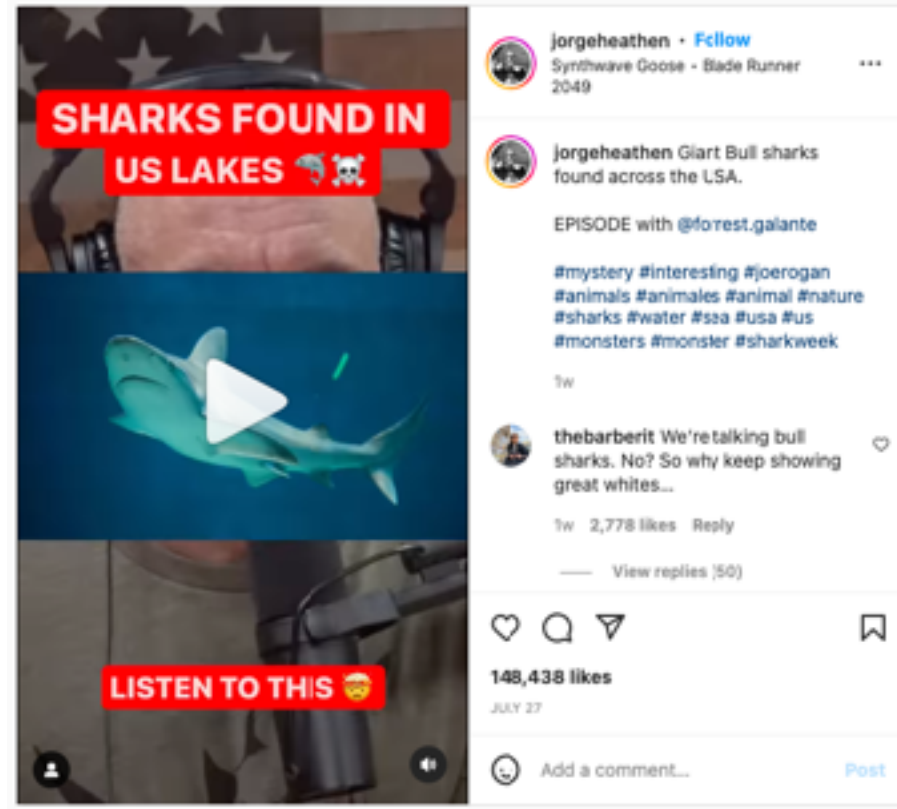 SHARKS FOUND IN
US LAKES 🦈☠️
LISTEN TO THIS 🤯
jorgeheathen • Follow
Synthwave Goose - Blade Runner
2049
jorgeheathen Giant Bull sharks
found across the USA.
EPISODE with @forrest.galante
#mystery #interesting #joerogan
#animals #animales #animal #nature
#sharks #water #sea #usa #us
#monsters #monster #sharkweek
1w
thebarberit We're talking bull
sharks. No? So why keep showing
great whites...
1w 2,778 likes Reply
View replies (50)
148,438 likes
JULY 27
Add a comment... Post